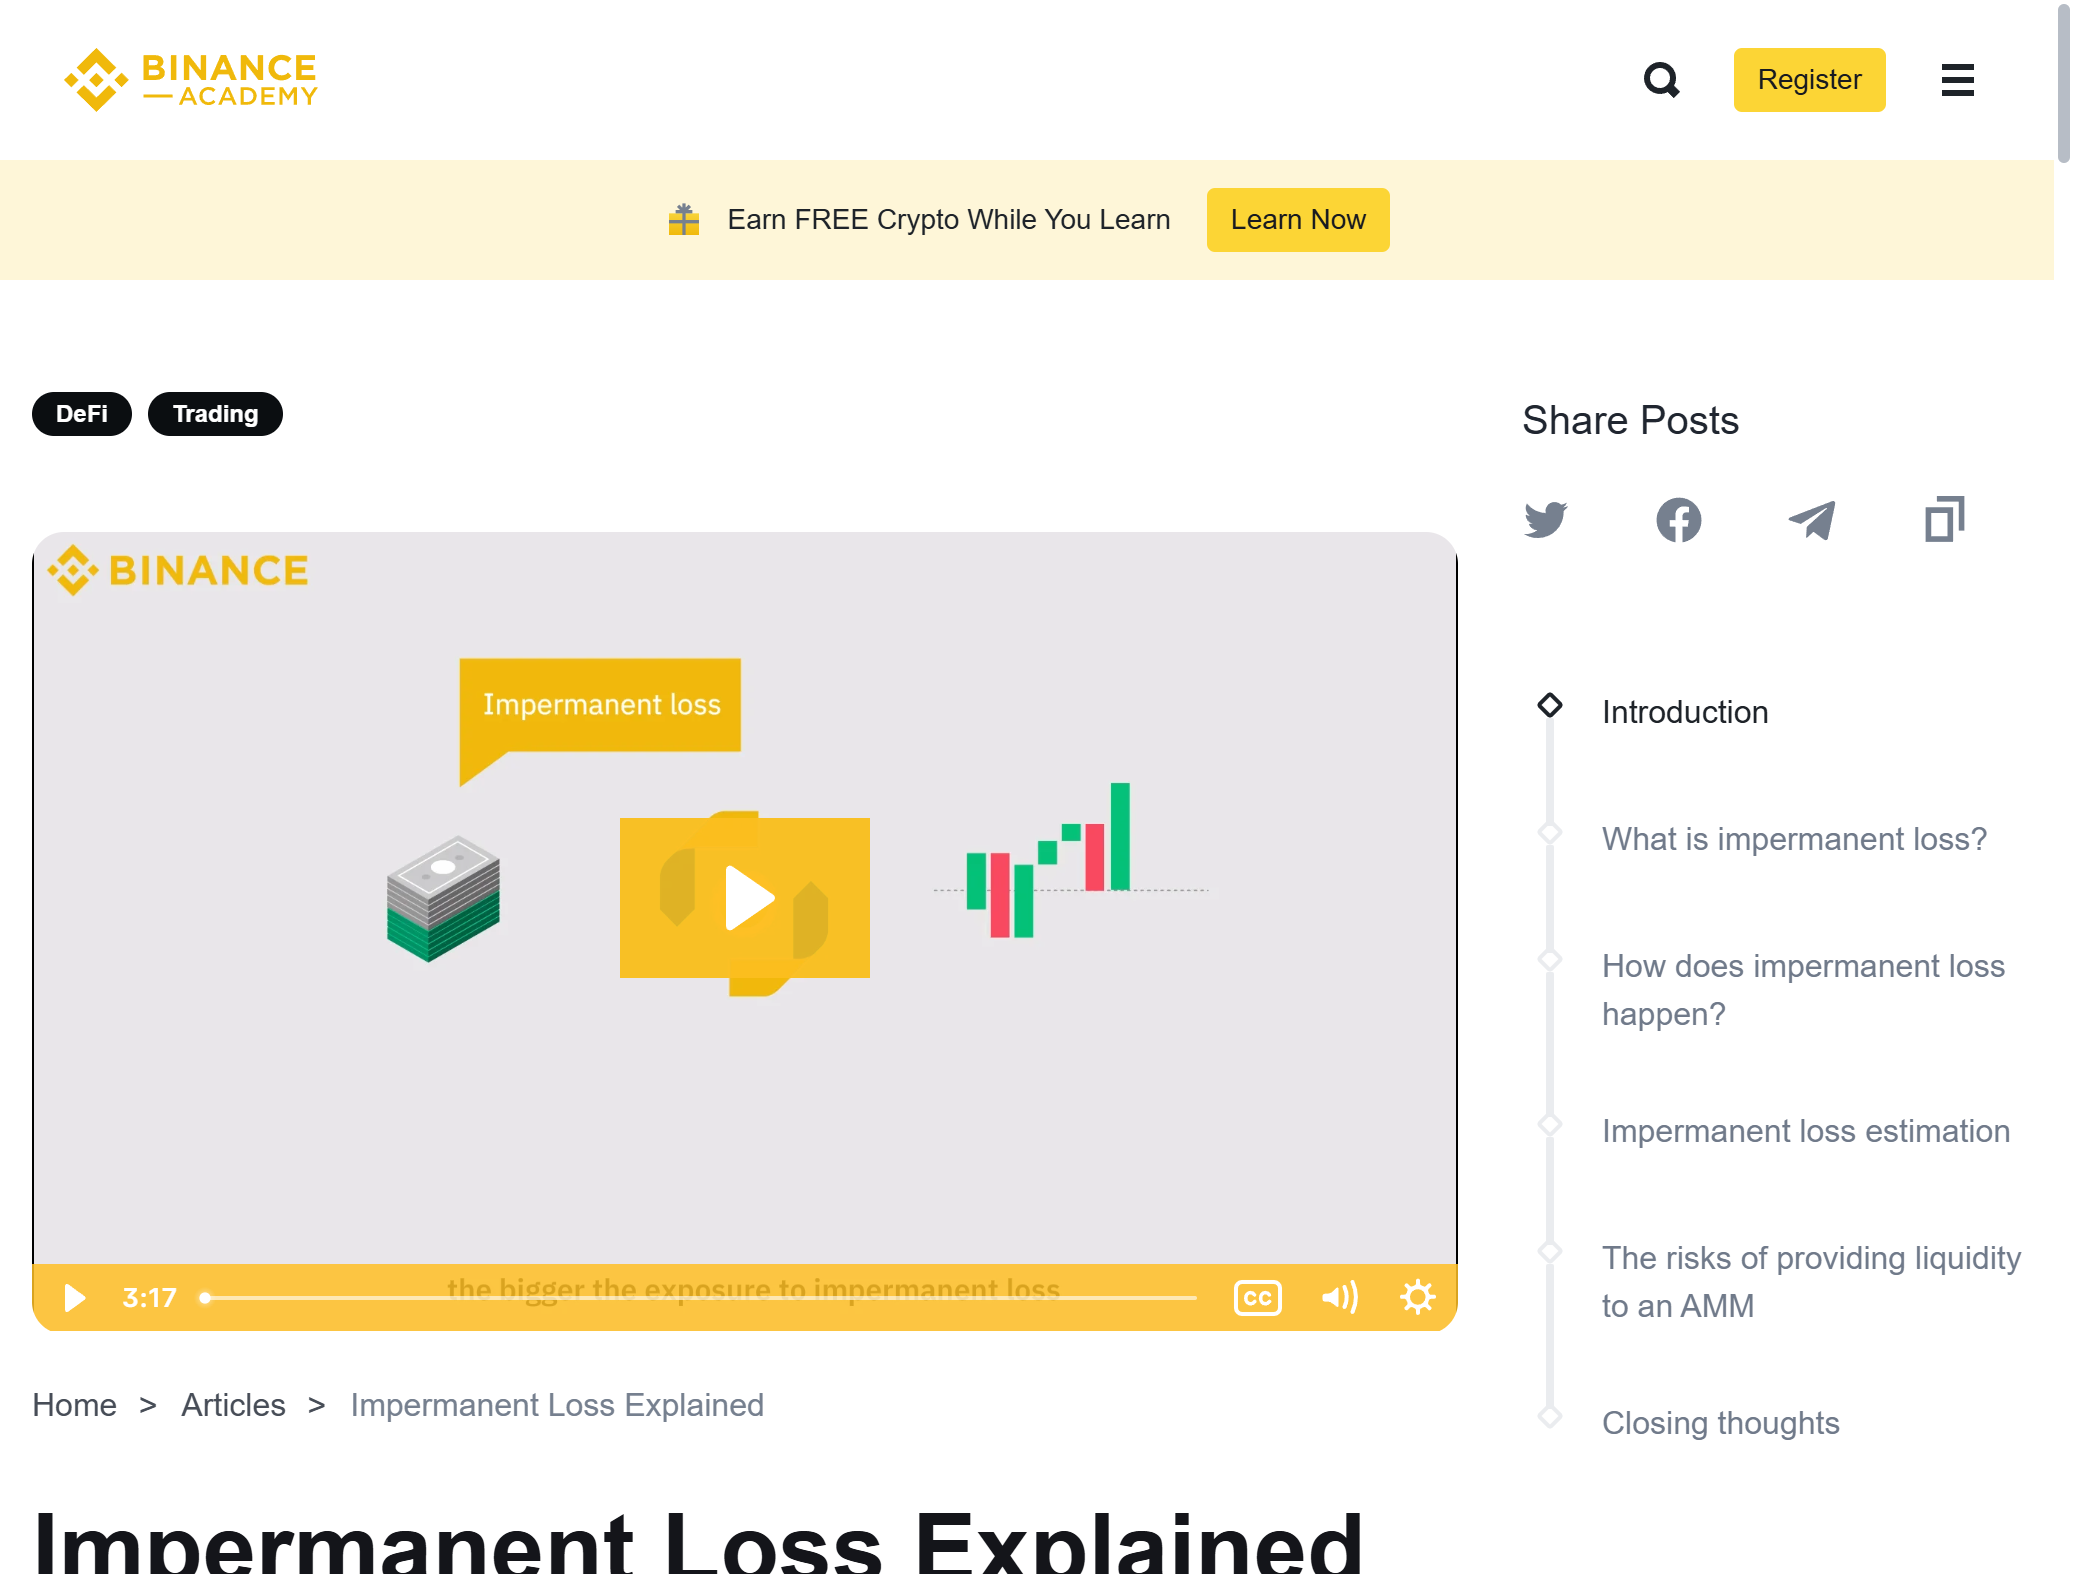 BINANCE
ACADEMY
Register
Earn FREE Crypto While You Learn
Learn Now
DeFi
Trading
BINANCE
Impermanent loss
the bigger the exposure to impermanent loss
3:17
CC
Home > Articles > Impermanent Loss Explained
Impermanent Loss Explained
Share Posts
Introduction
What is impermanent loss?
How does impermanent loss
happen?
Impermanent loss estimation
The risks of providing liquidity
to an AMM
Closing thoughts